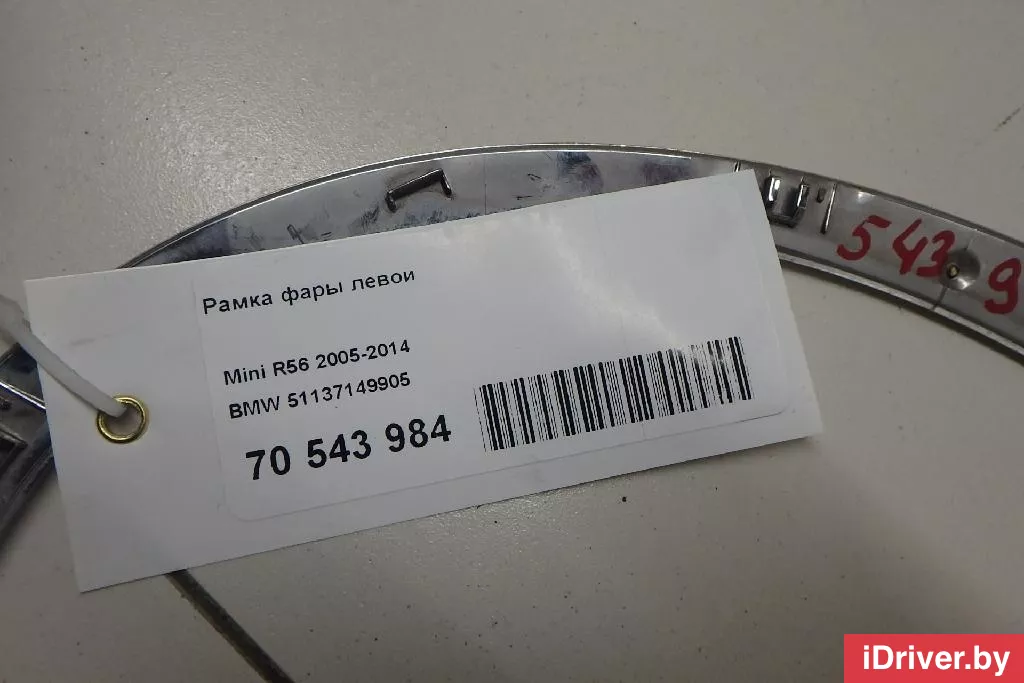 Рамка фары левои
Mini R56 2005-2014
BMW 51137149905
70 543 984
543 9
iDriver.by